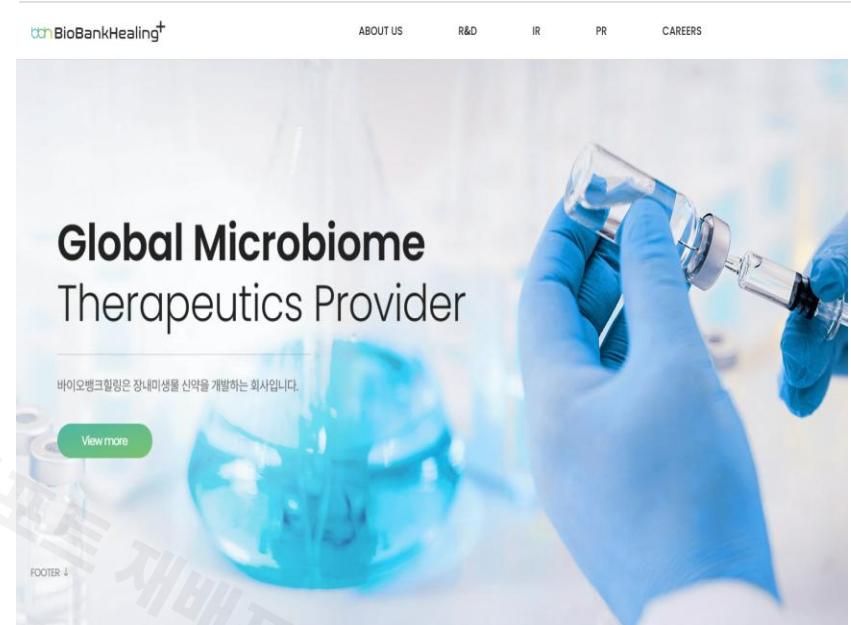 bbh BioBankHealing+
ABOUT US R&D IR PR CAREERS
Global Microbiome
Therapeutics Provider
바이오뱅크힐링은 장내미생물 신약을 개발하는 회사입니다.
View more
FOOTER ↓